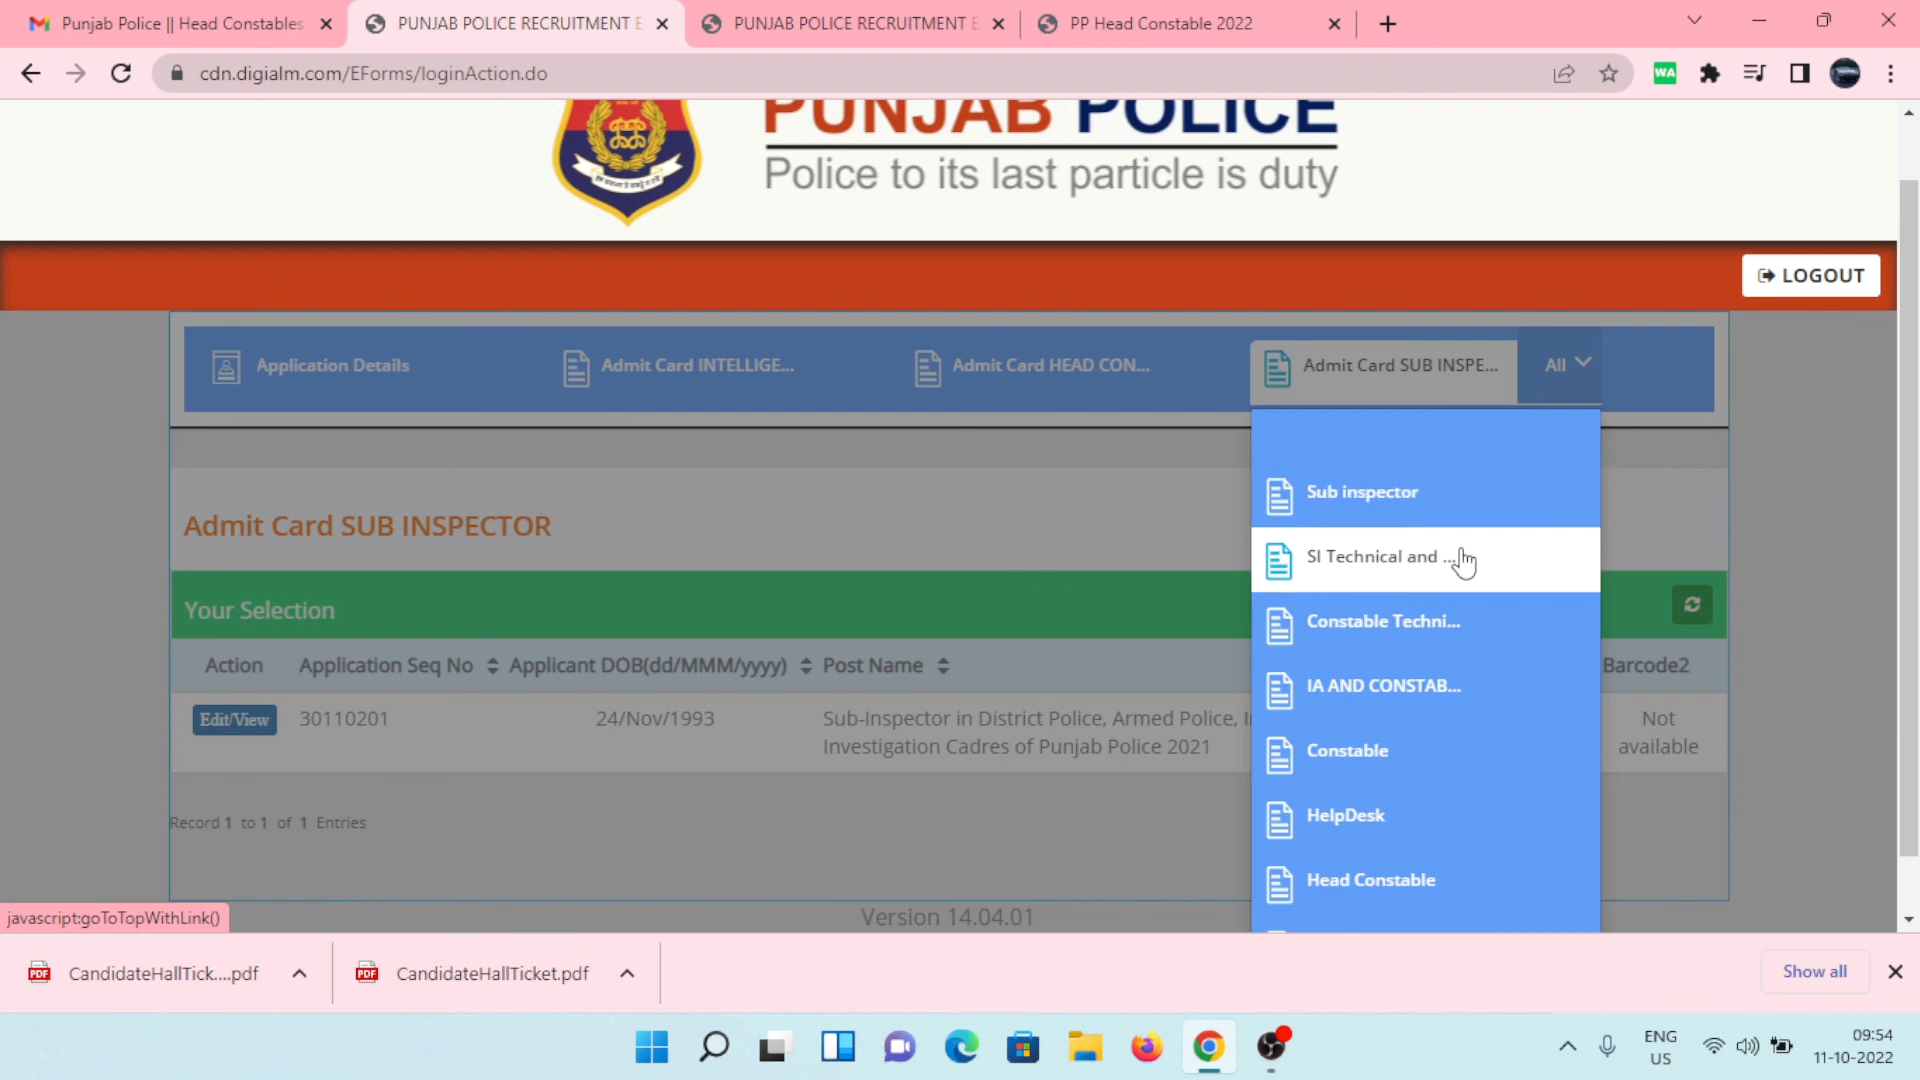 Punjab Police || Head Constables
PUNJAB POLICE RECRUITMENT E
PUNJAB POLICE RECRUITMENT E
PP Head Constable 2022
cdn.digialm.com/EForms/loginAction.do
WA
PUNJAB POLICE
Police to its last particle is duty
LOGOUT
Application Details
Admit Card INTELLIGE...
Admit Card HEAD CON...
Admit Card SUB INSPE...
All
Sub inspector
SI Technical and ...
Constable Techni...
IA AND CONSTAB...
Constable
HelpDesk
Head Constable
Admit Card SUB INSPECTOR
Your Selection
Action Application Seq No Applicant DOB(dd/MMM/yyyy) Post Name Barcode2
Edit/View 30110201 24/Nov/1993 Sub-Inspector in District Police, Armed Police, Not
Investigation Cadres of Punjab Police 2021 available
Record 1 to 1 of 1 Entries
Version 14.04.01
javascript:goToTopWithLink()
PDF CandidateHallTick....pdf
PDF CandidateHallTicket.pdf
Show all
ENG
US
09:54
11-10-2022